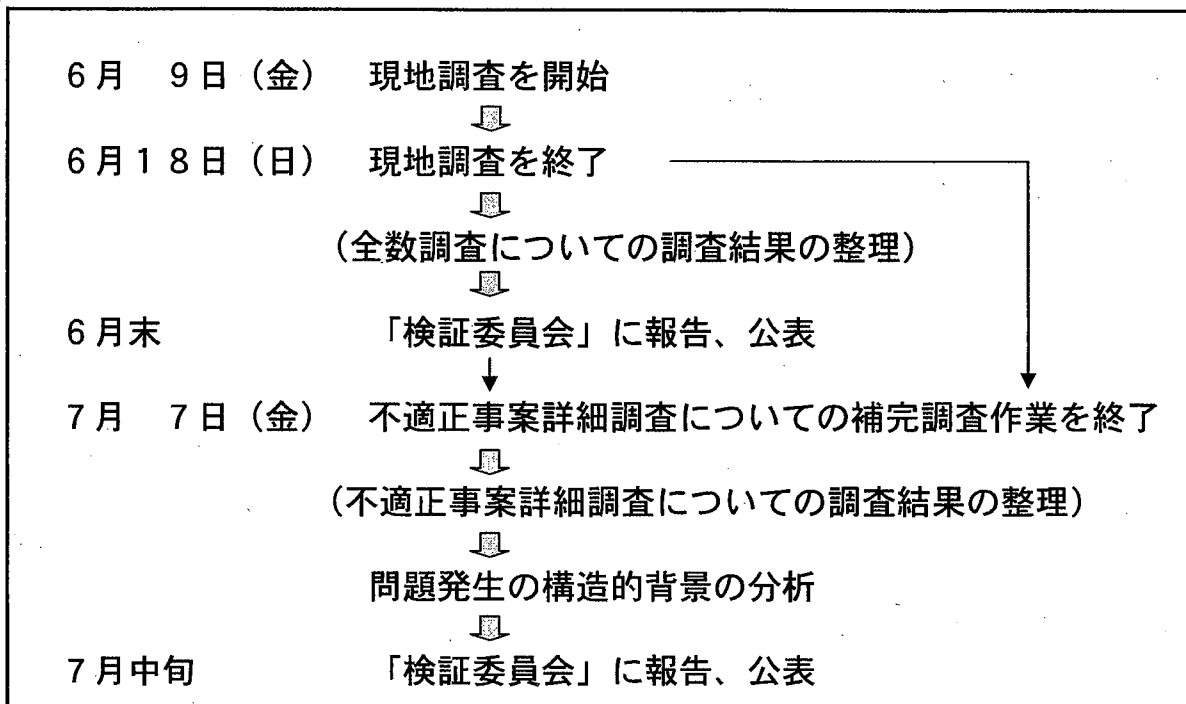 ６月　９日（金）　現地調査を開始
６月１８日（日）　現地調査を終了
（全数調査についての調査結果の整理）
６月末　「検証委員会」に報告、公表
７月　７日（金）　不適正事案詳細調査についての補完調査作業を終了
（不適正事案詳細調査についての調査結果の整理）
問題発生の構造的背景の分析
７月中旬　「検証委員会」に報告、公表